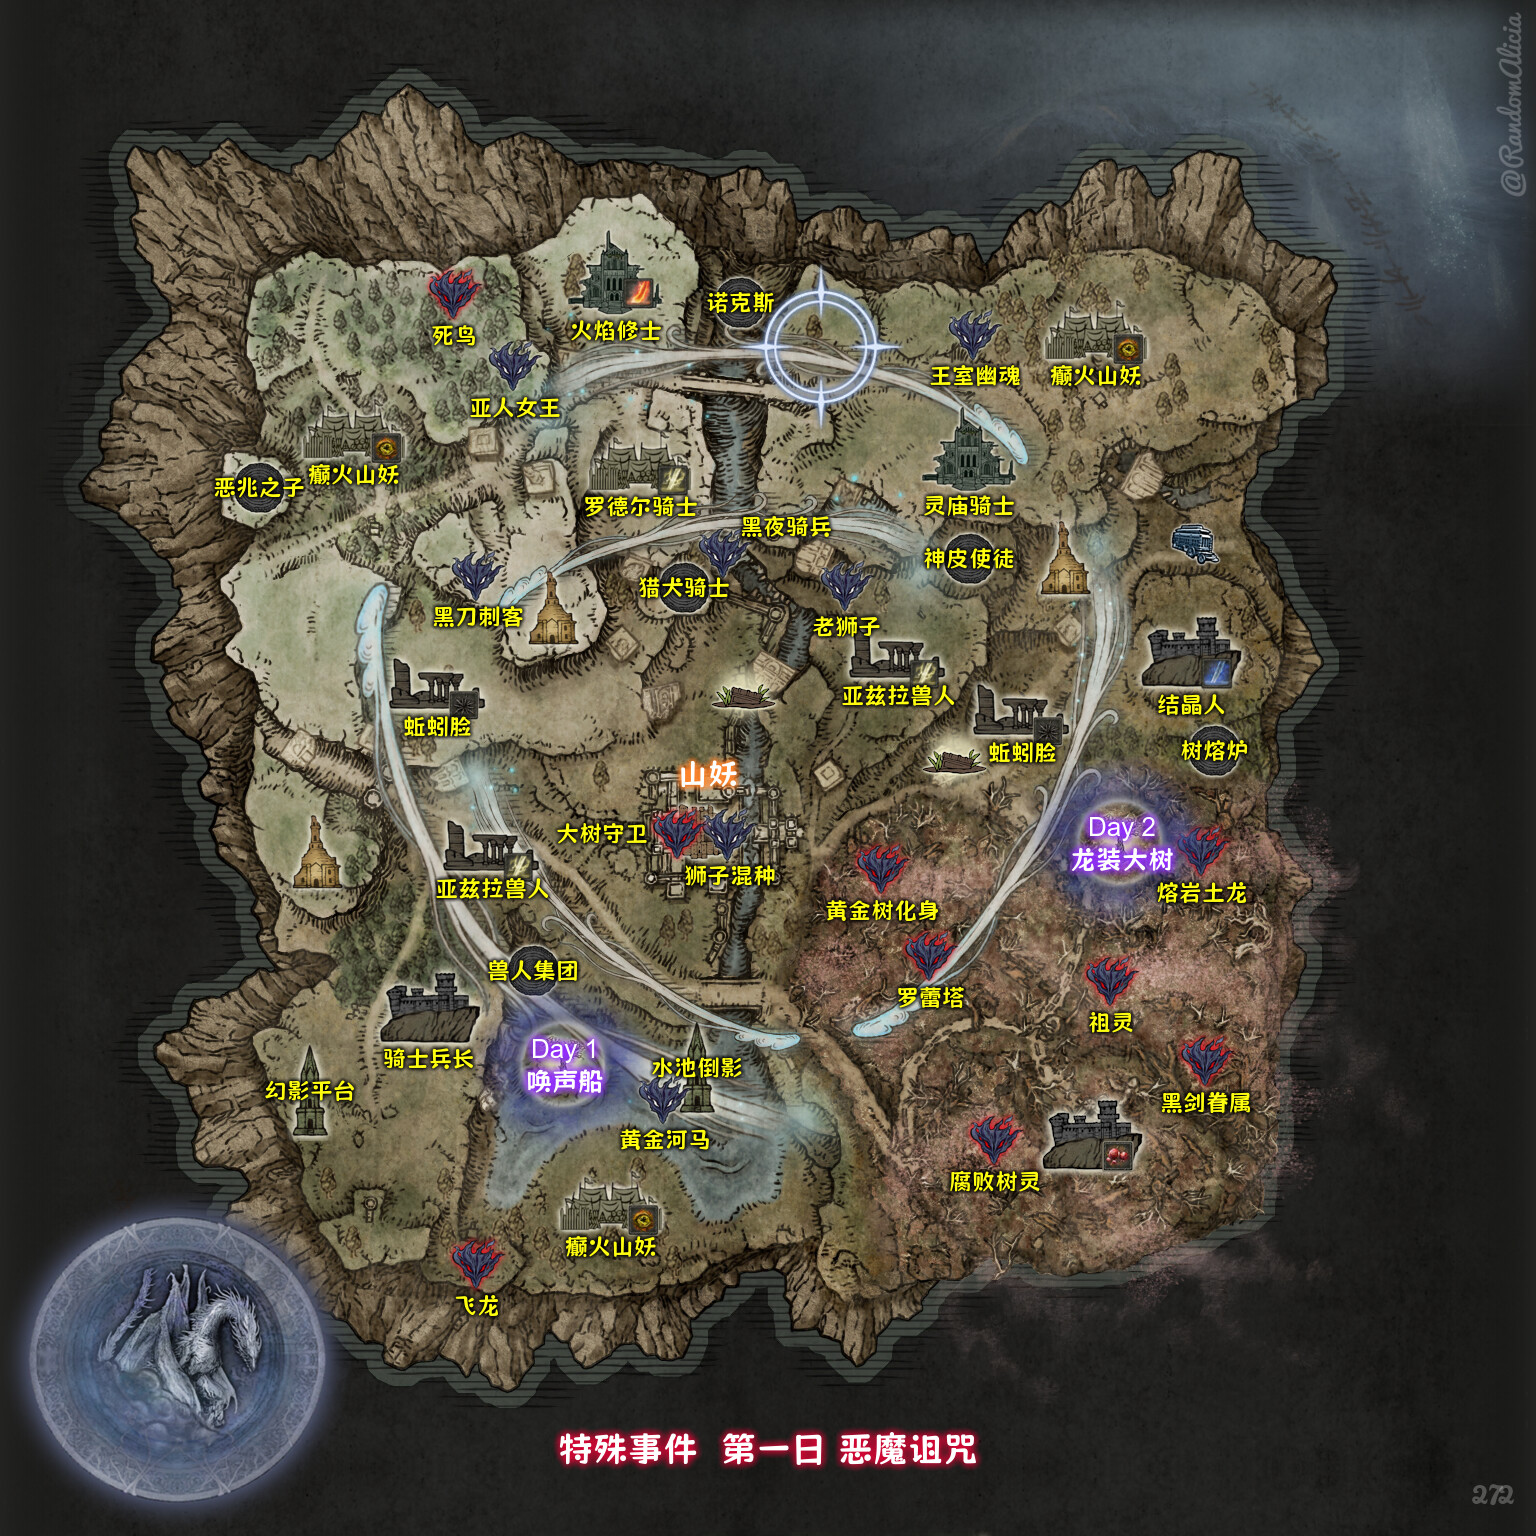 @RandomAlicia
死鸟
火焰修士
诺克斯
王室幽魂
癫火山妖
亚人女王
恶兆之子
癫火山妖
罗德尔骑士
灵庙骑士
黑夜骑兵
神皮使徒
猎犬骑士
黑刀刺客
老狮子
亚兹拉兽人
结晶人
蚯蚓脸
蚯蚓脸
树熔炉
山妖
大树守卫
狮子混种
Day 2
龙装大树
熔岩土龙
亚兹拉兽人
黄金树化身
兽人集团
罗蕾塔
祖灵
Day 1
唤声船
骑士兵长
水池倒影
幻影平台
黑剑眷属
黄金河马
腐败树灵
癫火山妖
飞龙
特殊事件 第一日 恶魔诅咒
272